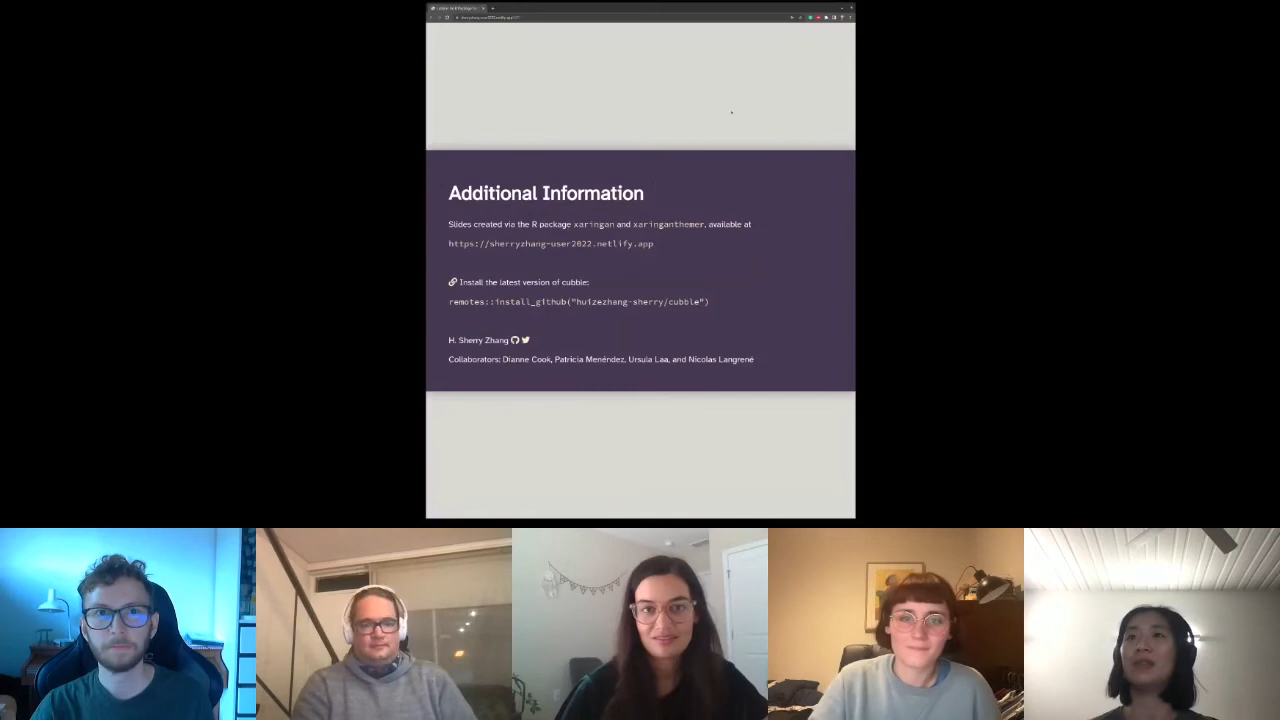 Additional Information
Slides created via the R package xaringan and xaringanthemer, available at
https://sherryzhang-user2022.netlify.app
Install the latest version of cubble:
remotes::install_github("huizezhang-sherry/cubble")
H. Sherry Zhang
Collaborators: Dianne Cook, Patricia Menéndez, Ursula Laa, and Nicolas Langrené